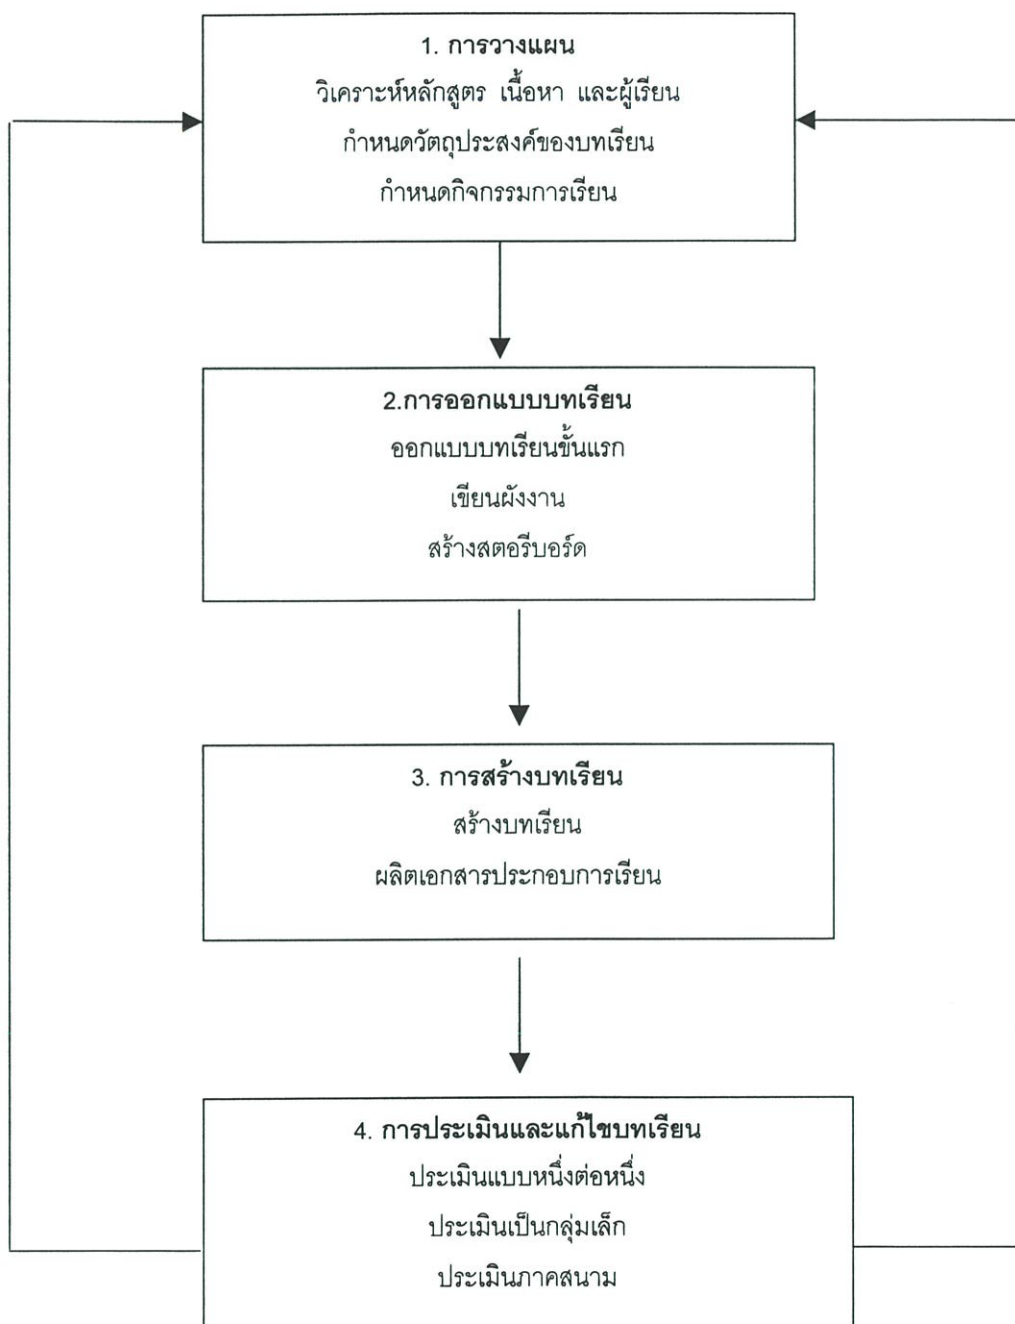 1. การวางแผน
วิเคราะห์หลักสูตร เนื้อหา และผู้เรียน
กำหนดวัตถุประสงค์ของบทเรียน
กำหนดกิจกรรมการเรียน
2.การออกแบบบทเรียน
ออกแบบบทเรียนขั้นแรก
เขียนผังงาน
สร้างสตอรีบอร์ด
3. การสร้างบทเรียน
สร้างบทเรียน
ผลิตเอกสารประกอบการเรียน
4. การประเมินและแก้ไขบทเรียน
ประเมินแบบหนึ่งต่อหนึ่ง
ประเมินเป็นกลุ่มเล็ก
ประเมินภาคสนาม